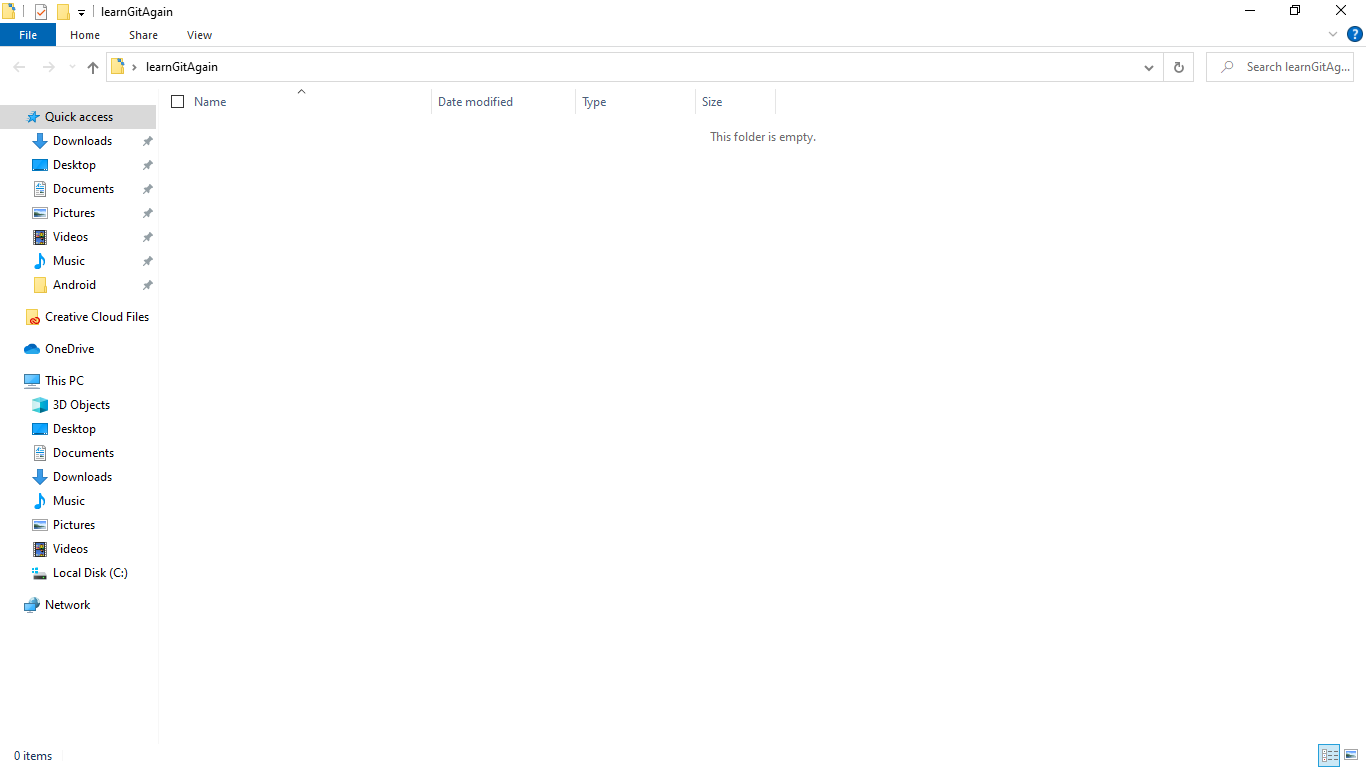 learnGitAgain
File Home Share View
learnGitAgain
Search learnGitAg...
Name Date modified Type Size
This folder is empty.
Quick access
Downloads
Desktop
Documents
Pictures
Videos
Music
Android
Creative Cloud Files
OneDrive
This PC
3D Objects
Desktop
Documents
Downloads
Music
Pictures
Videos
Local Disk (C:)
Network
0 items